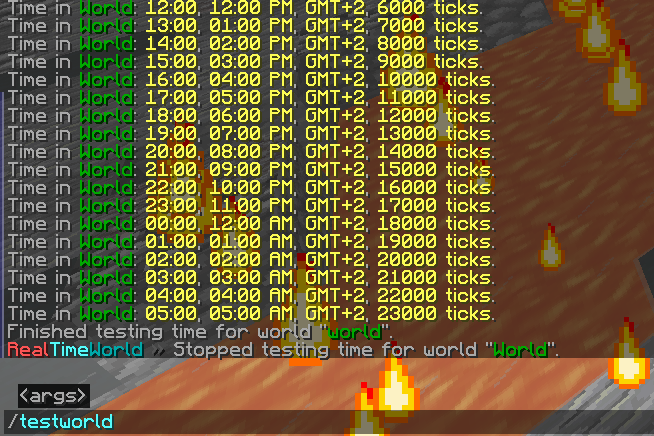 Time in World: 12:00, 12:00 PM, GMT+2, 6000 ticks.
Time in World: 13:00, 01:00 PM, GMT+2, 7000 ticks.
Time in World: 14:00, 02:00 PM, GMT+2, 8000 ticks.
Time in World: 15:00, 03:00 PM, GMT+2, 9000 ticks.
Time in World: 16:00, 04:00 PM, GMT+2, 10000 ticks.
Time in World: 17:00, 05:00 PM, GMT+2, 11000 ticks.
Time in World: 18:00, 06:00 PM, GMT+2, 12000 ticks.
Time in World: 19:00, 07:00 PM, GMT+2, 13000 ticks.
Time in World: 20:00, 08:00 PM, GMT+2, 14000 ticks.
Time in World: 21:00, 09:00 PM, GMT+2, 15000 ticks.
Time in World: 22:00, 10:00 PM, GMT+2, 16000 ticks.
Time in World: 23:00, 11:00 PM, GMT+2, 17000 ticks.
Time in World: 00:00, 12:00 AM, GMT+2, 18000 ticks.
Time in World: 01:00, 01:00 AM, GMT+2, 19000 ticks.
Time in World: 02:00, 02:00 AM, GMT+2, 20000 ticks.
Time in World: 03:00, 03:00 AM, GMT+2, 21000 ticks.
Time in World: 04:00, 04:00 AM, GMT+2, 22000 ticks.
Time in World: 05:00, 05:00 AM, GMT+2, 23000 ticks.
Finished testing time for world "world".
RealTimeWorld » Stopped testing time for world "World".
<args>
/testworld